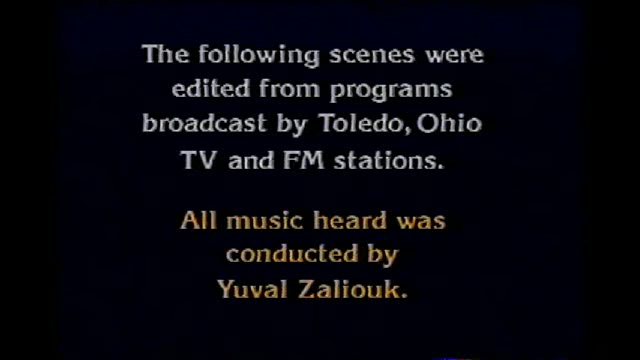 The following scenes were
edited from programs
broadcast by Toledo, Ohio
TV and FM stations.
All music heard was
conducted by
Yuval Zaliouk.